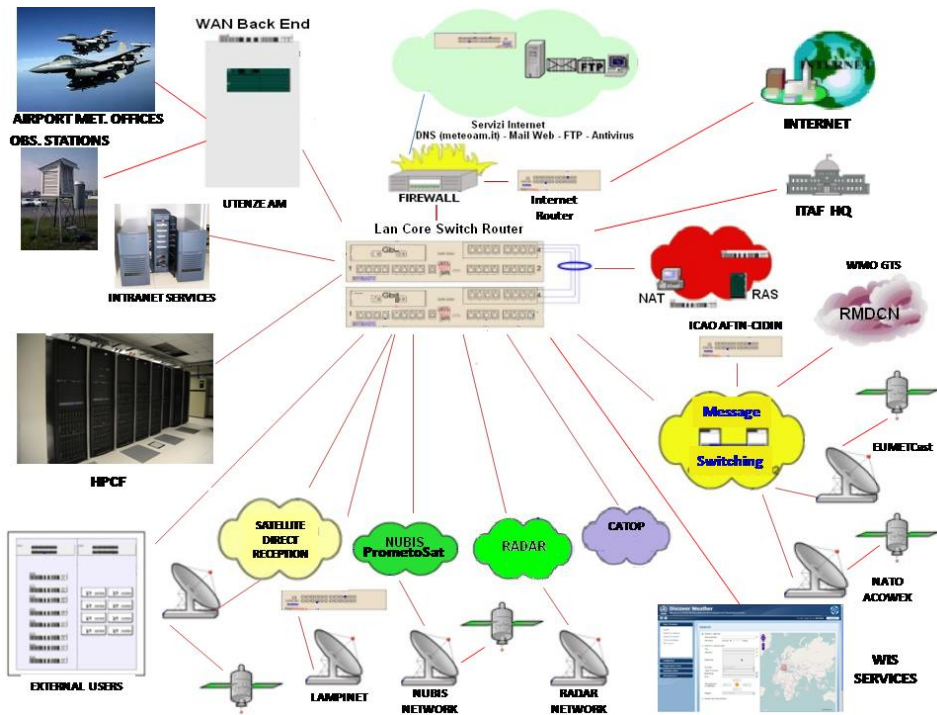 WAN Back End
AIRPORT MET. OFFICES
OBS. STATIONS
UTENZE AM
FTP
Servizi Internet
DNS (meteoam.it) - Mail Web - FTP - Antivirus
INTERNET
INTERNET
FIREWALL
Internet
Router
ITAF HQ
Lan Core Switch Router
INTRANET SERVICES
NAT
RAS
ICAO AFTN-CIDIN
WMO GTS
RMDCN
HPCF
Message
Switching
EUMETCast
SATELLITE
DIRECT
RECEPTION
NUBIS
PrometoSat
RADAR
CATOP
NATO
ACOWEX
EXTERNAL USERS
LAMPINET
NUBIS
NETWORK
RADAR
NETWORK
Discover Weather
WIS
SERVICES